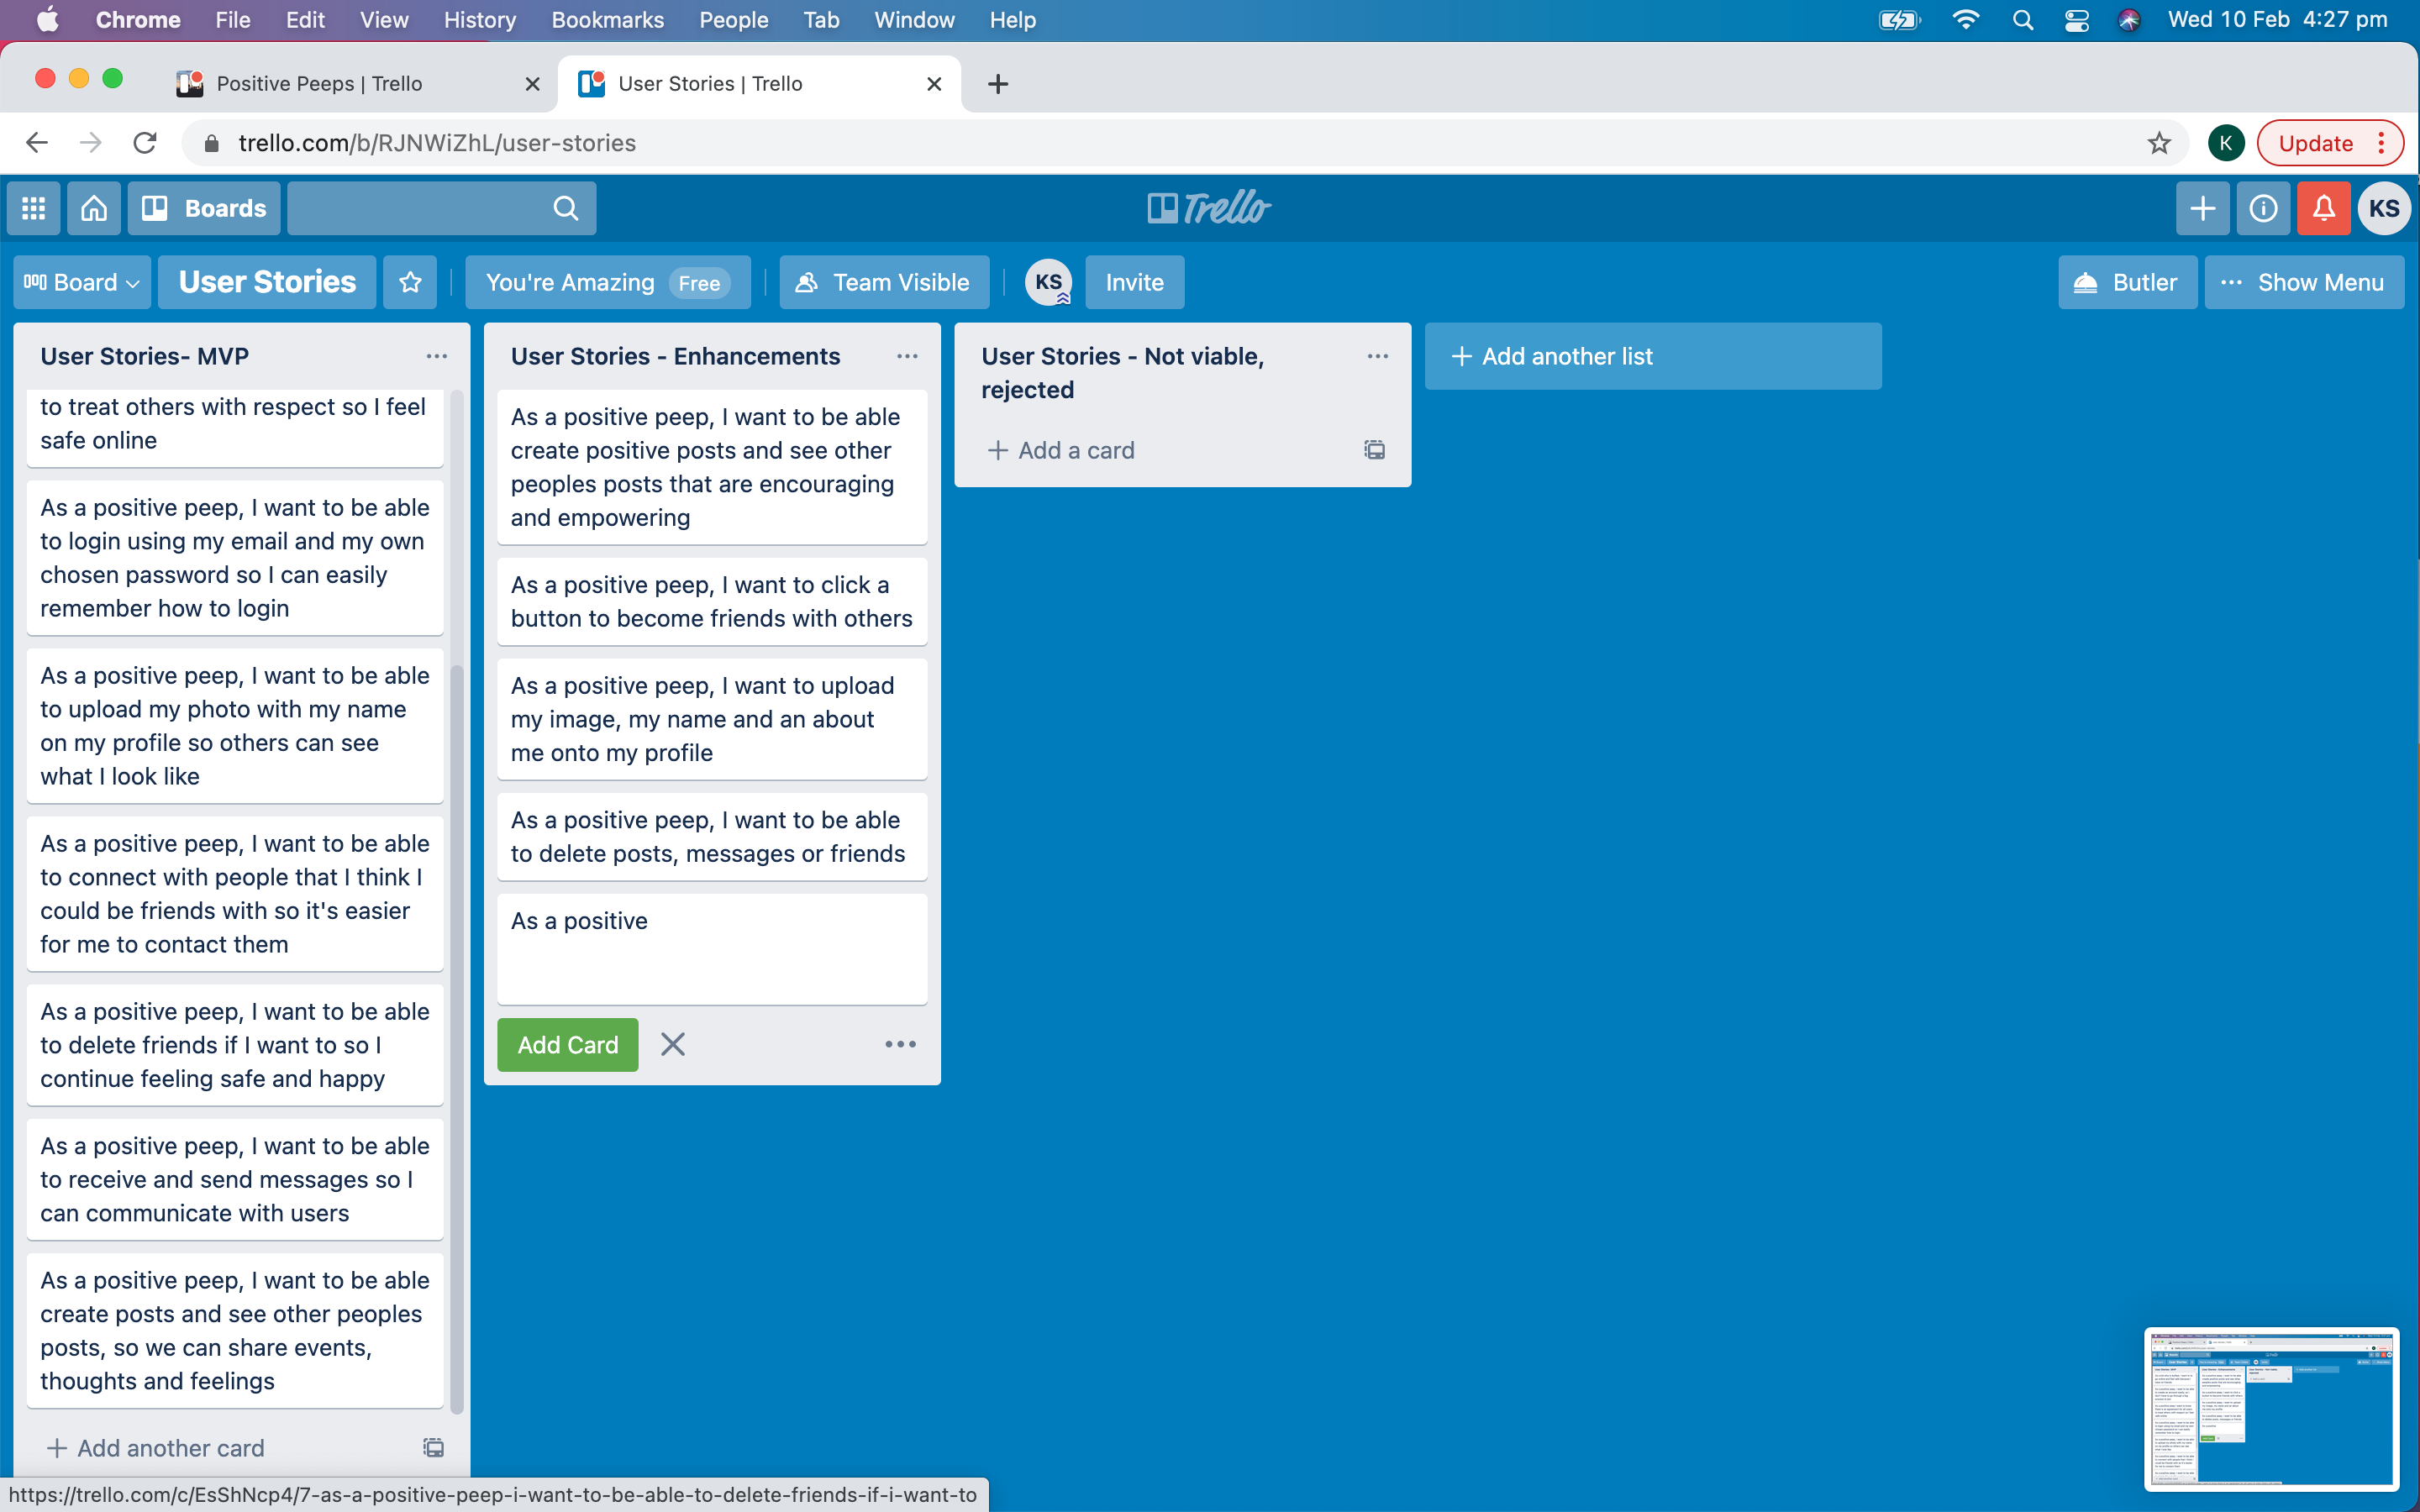 Chrome File Edit View History Bookmarks People Tab Window Help Wed 10 Feb 4:27 pm
Positive Peeps | Trello
User Stories | Trello
trello.com/b/RJNWiZhL/user-stories
K
Update
Boards
Trello
KS
Board
User Stories
You're Amazing Free
Team Visible
KS
Invite
Butler
Show Menu
User Stories- MVP
to treat others with respect so I feel
safe online
As a positive peep, I want to be able
to login using my email and my own
chosen password so I can easily
remember how to login
As a positive peep, I want to be able
to upload my photo with my name
on my profile so others can see
what I look like
As a positive peep, I want to be able
to connect with people that I think I
could be friends with so it's easier
for me to contact them
As a positive peep, I want to be able
to delete friends if I want to so I
continue feeling safe and happy
As a positive peep, I want to be able
to receive and send messages so I
can communicate with users
As a positive peep, I want to be able
create posts and see other peoples
posts, so we can share events,
thoughts and feelings
+ Add another card
User Stories - Enhancements
As a positive peep, I want to be able
create positive posts and see other
peoples posts that are encouraging
and empowering
As a positive peep, I want to click a
button to become friends with others
As a positive peep, I want to upload
my image, my name and an about
me onto my profile
As a positive peep, I want to be able
to delete posts, messages or friends
As a positive
Add Card
User Stories - Not viable,
rejected
+ Add a card
+ Add another list
https://trello.com/c/EsShNcp4/7-as-a-positive-peep-i-want-to-be-able-to-delete-friends-if-i-want-to